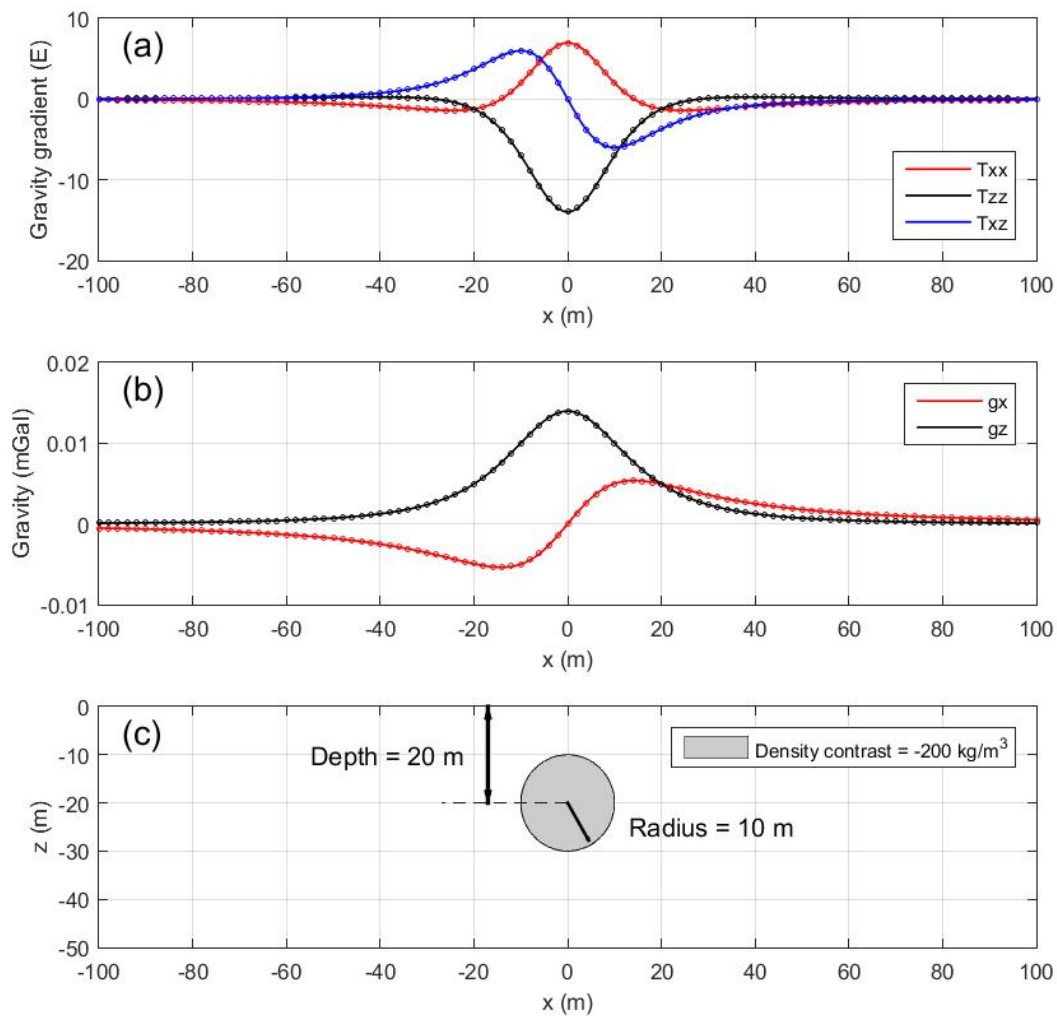 (a)
Gravity gradient (E)
10
0
-10
-20
Txx
Tzz
Txz
-100 -80 -60 -40 -20 0 20 40 60 80 100
x (m)
(b)
Gravity (mGal)
0.02
0.01
0
-0.01
gx
gz
-100 -80 -60 -40 -20 0 20 40 60 80 100
x (m)
(c)
z (m)
0
-10
-20
-30
-40
-50
Depth = 20 m
Density contrast = -200 kg/m³
Radius = 10 m
-100 -80 -60 -40 -20 0 20 40 60 80 100
x (m)